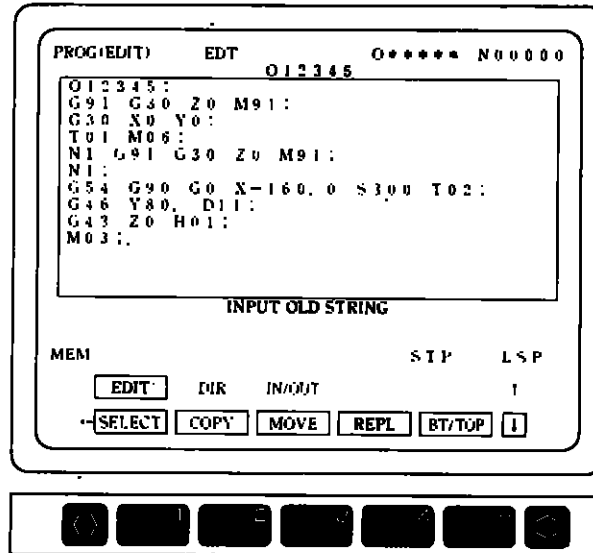 PROG(EDIT) EDT O***** N00000
O12345
O12345;
G91 G30 Z0 M91;
G30 X0 Y0;
T01 M06;
N1 G91 G30 Z0 M91;
N1;
G54 G90 G0 X-160.0 S300 T02;
G46 Y80. D11;
G43 Z0 H01;
M03;
INPUT OLD STRING
MEM STP LSP
EDIT DIR IN/OUT ↑
←SELECT COPY MOVE REPL BT/TOP ↓